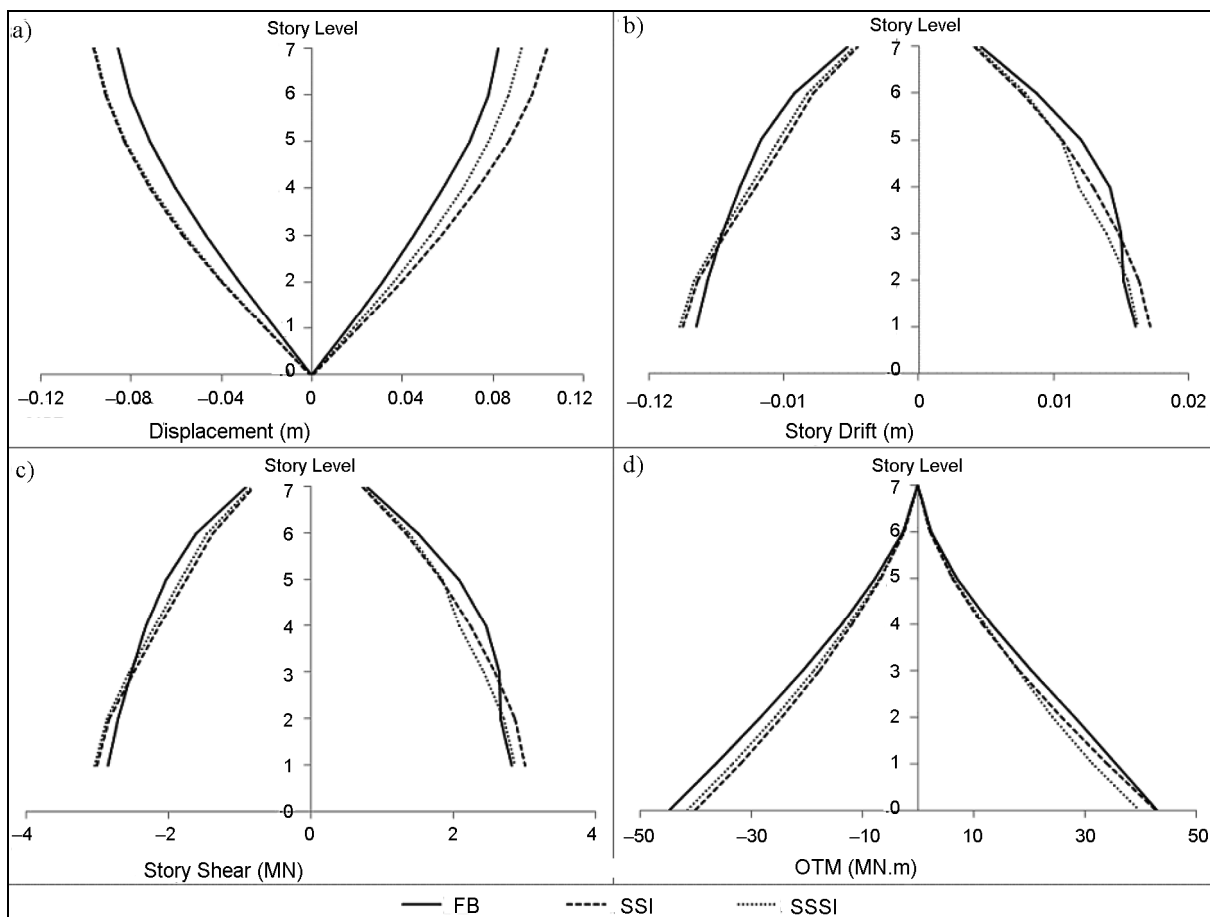 a)
Story Level
7
6
5
4
3
2
1
0
−0.12 −0.08 −0.04 0 0.04 0.08 0.12
Displacement (m)
b)
Story Level
7
6
5
4
3
2
1
0
−0.12 −0.01 0 0.01 0.02
Story Drift (m)
c)
Story Level
7
6
5
4
3
2
1
0
−4 −2 0 2 4
Story Shear (MN)
d)
Story Level
7
6
5
4
3
2
1
0
−50 −30 −10 10 30 50
OTM (MN.m)
FB SSI SSSI